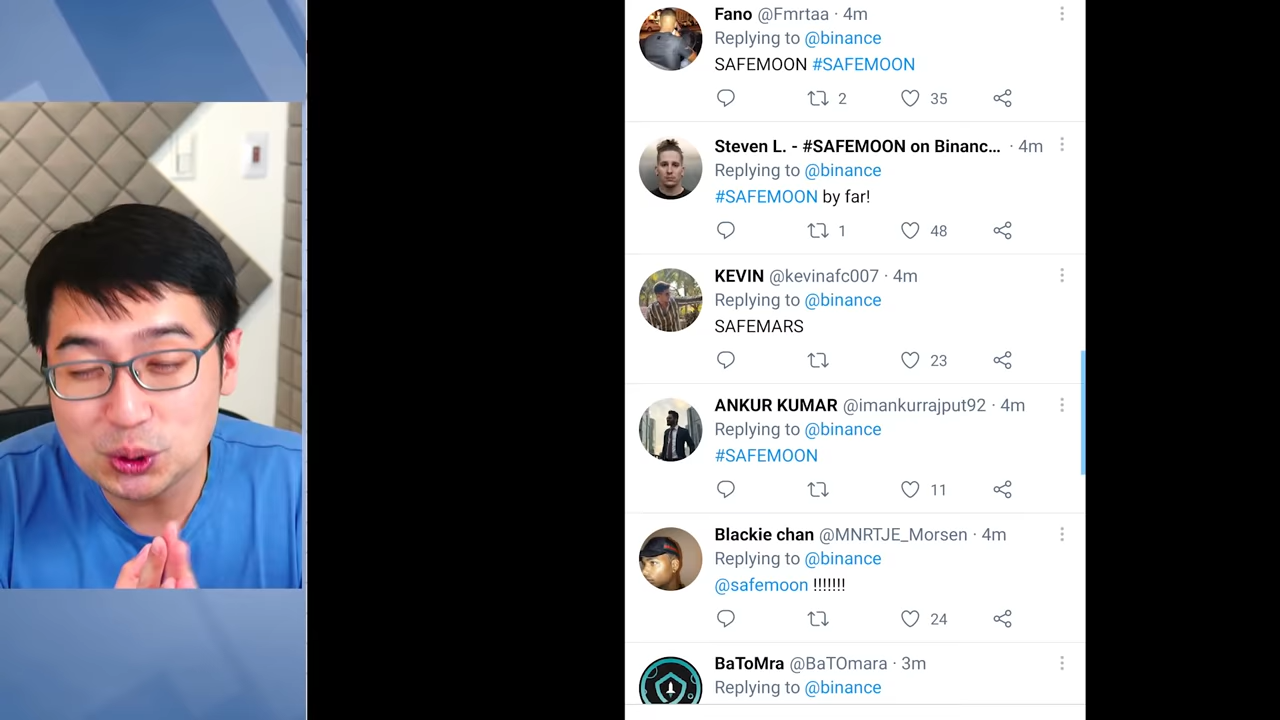 Fano @Fmrtaa · 4m
Replying to @binance
SAFEMOON #SAFEMOON
2 35
Steven L. - #SAFEMOON on Binanc... · 4m
Replying to @binance
#SAFEMOON by far!
1 48
KEVIN @kevinafc007 · 4m
Replying to @binance
SAFEMARS
23
ANKUR KUMAR @imankurrajput92 · 4m
Replying to @binance
#SAFEMOON
11
Blackie chan @MNRTJE_Morsen · 4m
Replying to @binance
@safemoon !!!!!!!
24
BaToMra @BaTOmara · 3m
Replying to @binance